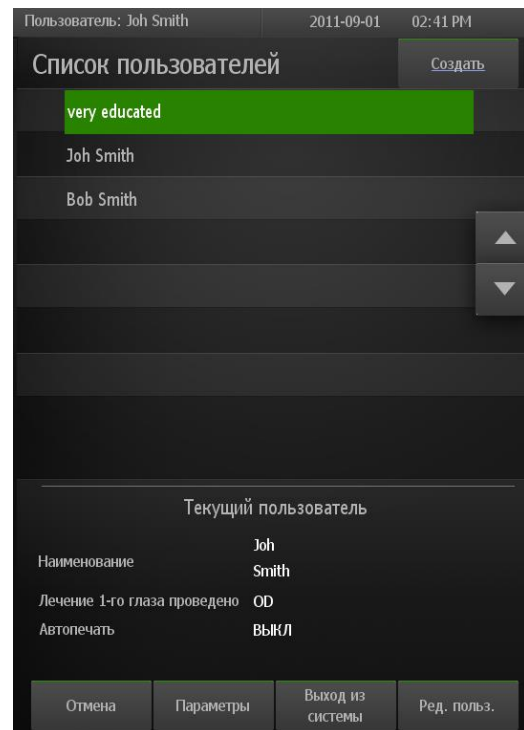 Пользователь: Joh Smith 2011-09-01 02:41 PM
Список пользователей Создать
very educated
Joh Smith
Bob Smith
Текущий пользователь
Наименование Joh
Smith
Лечение 1-го глаза проведено OD
Автопечать ВЫКЛ
Отмена Параметры Выход из
системы Ред. польз.